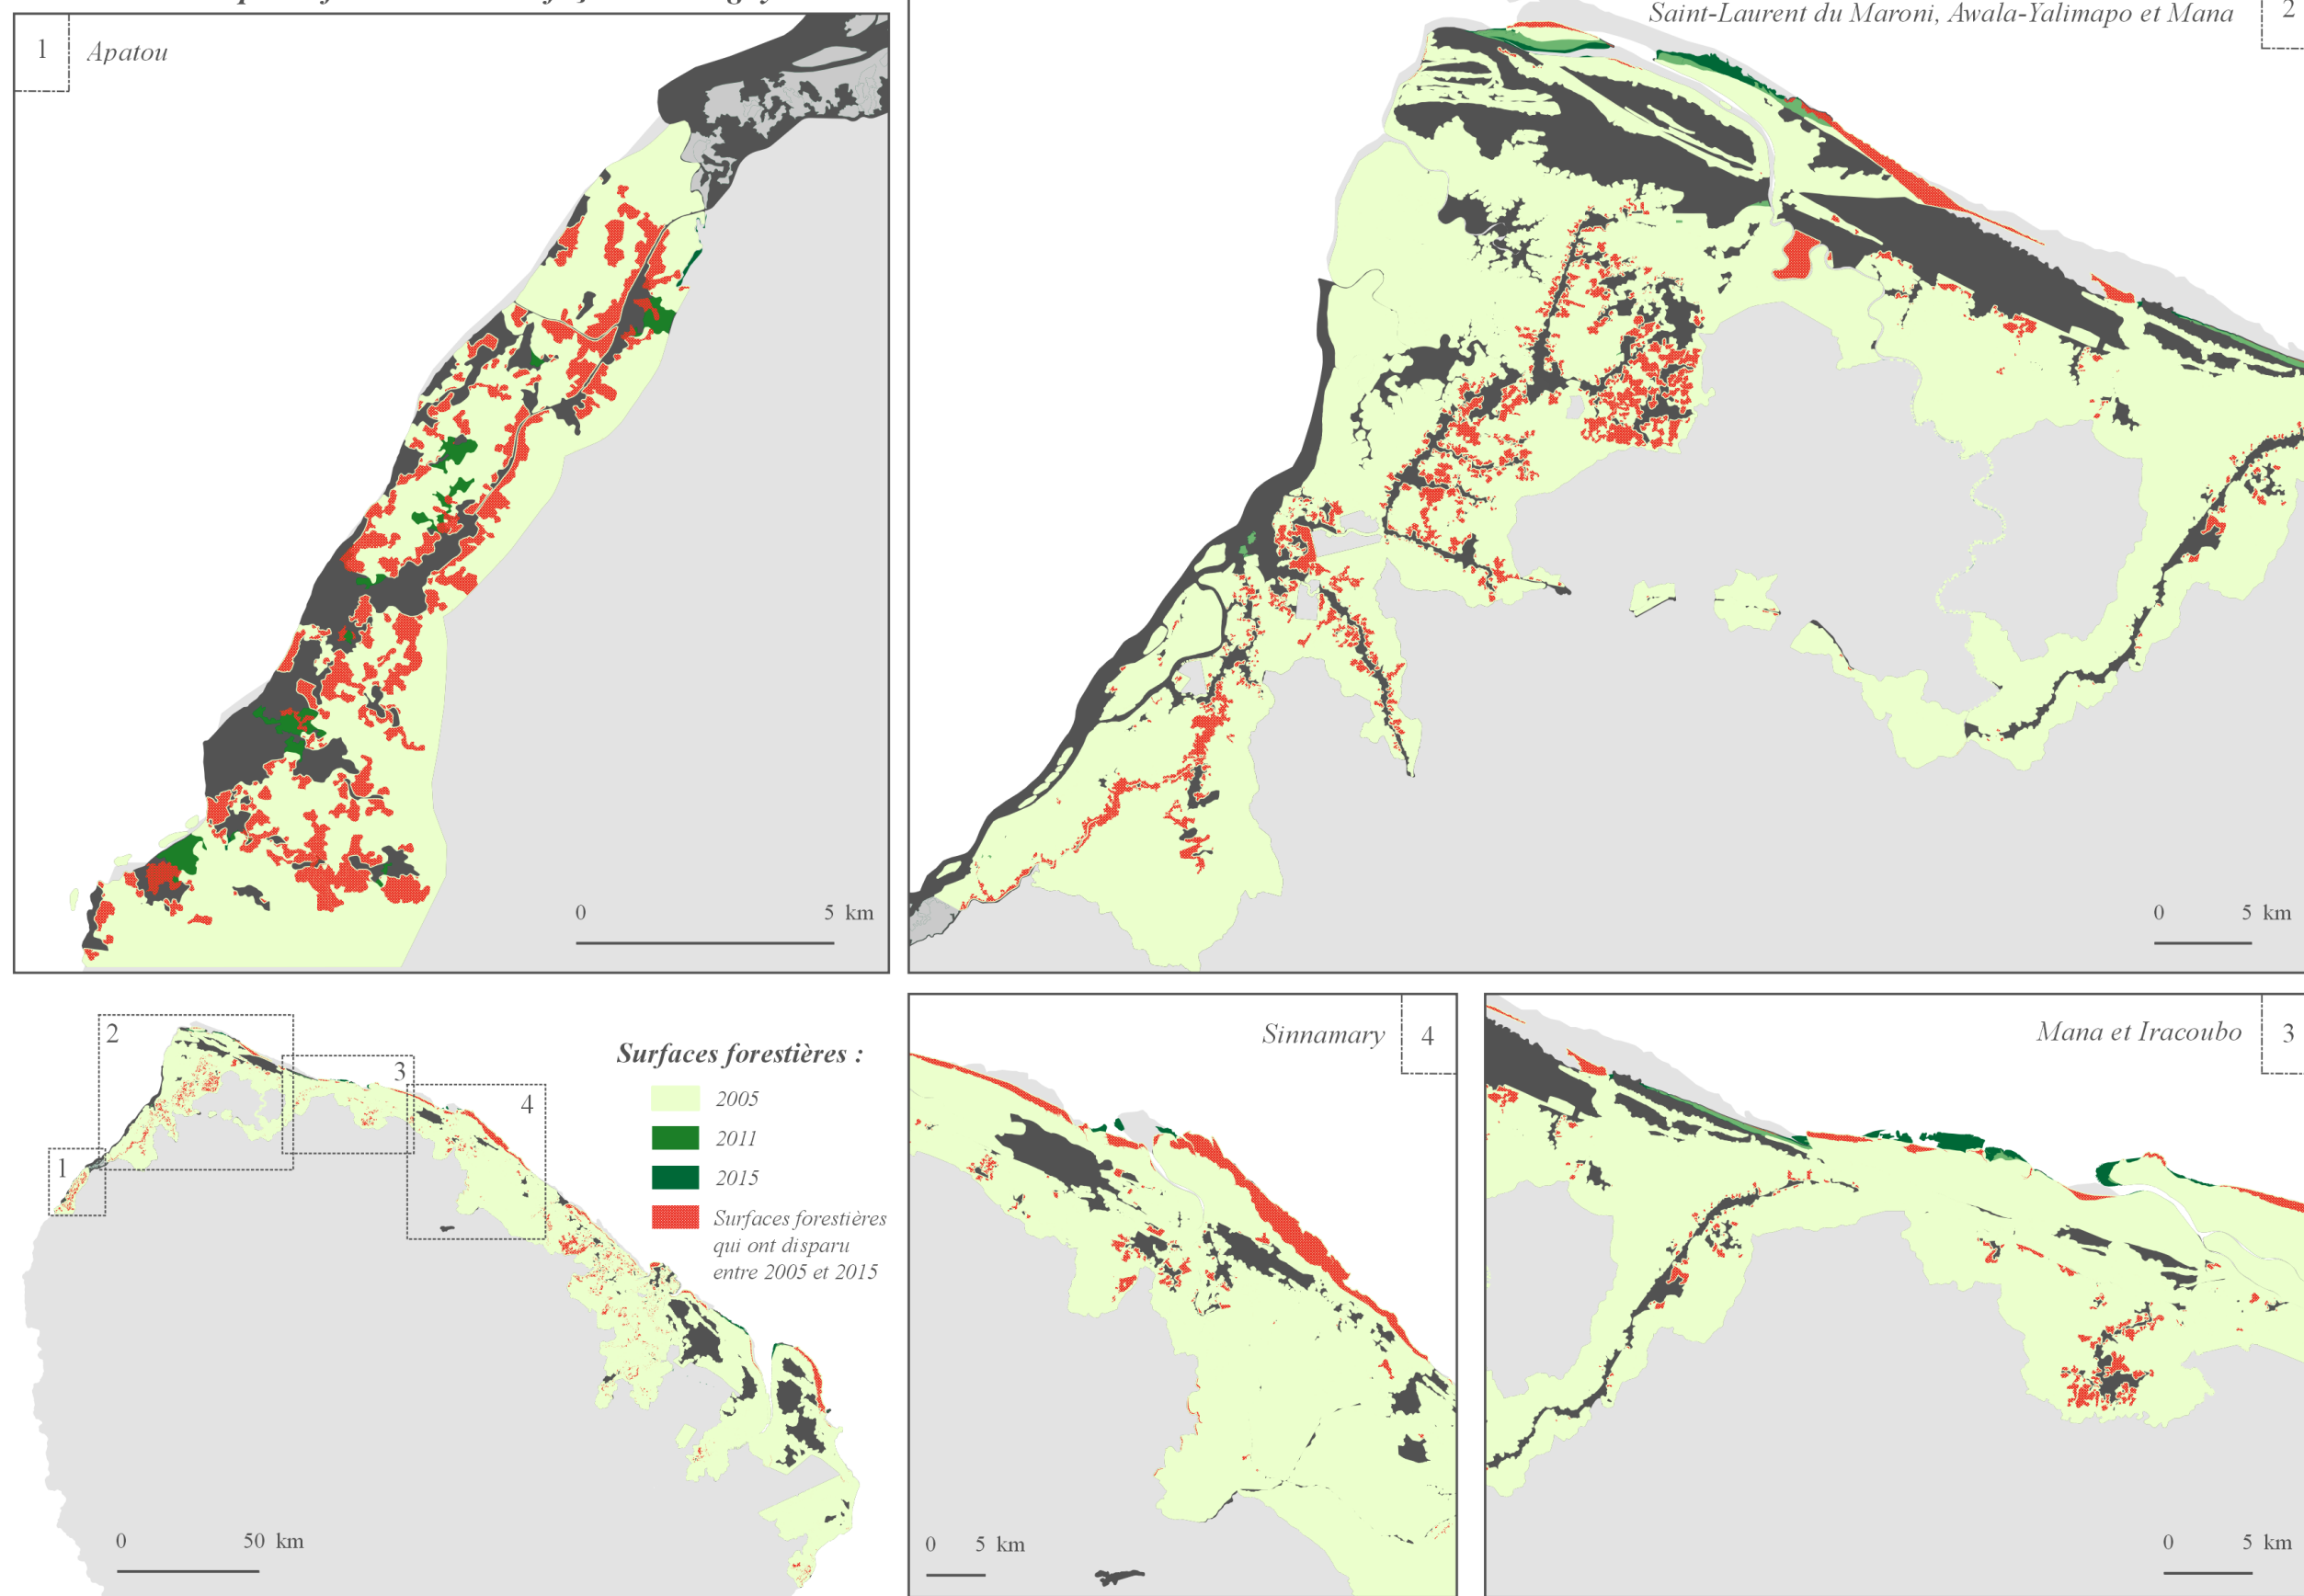 1
Apatou
0
5 km
Saint-Laurent du Maroni, Awala-Yalimapo et Mana
2
0
5 km
2
3
4
1
0
50 km
Surfaces forestières :
2005
2011
2015
Surfaces forestières
qui ont disparu
entre 2005 et 2015
Sinnamary
4
0
5 km
Mana et Iracoubo
3
0
5 km